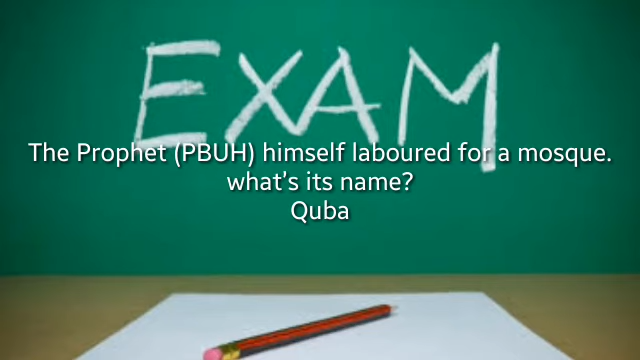 EXAM
The Prophet (PBUH) himself laboured for a mosque.
what's its name?
Quba